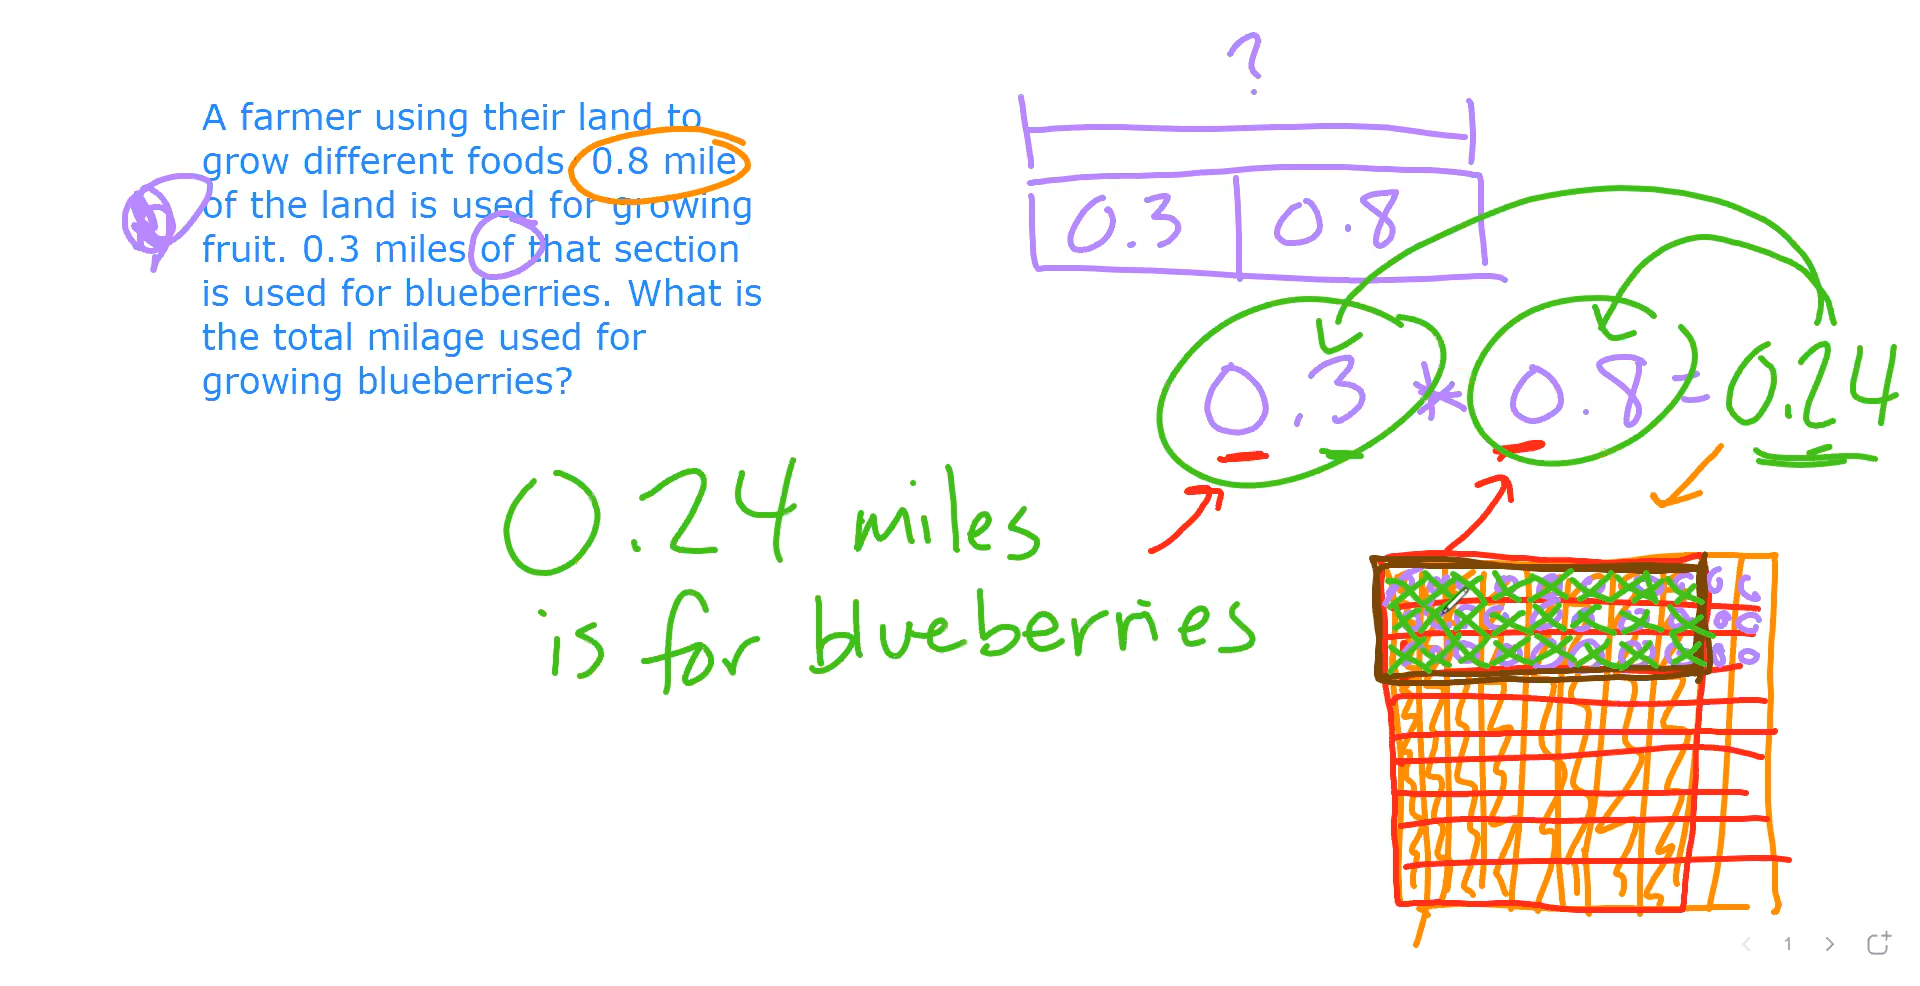 A farmer using their land to
grow different foods. 0.8 mile
of the land is used for growing
fruit. 0.3 miles of that section
is used for blueberries. What is
the total milage used for
growing blueberries?
?
0.3 0.8
0.3 * 0.8 = 0.24
0.24 miles
is for blueberries
1